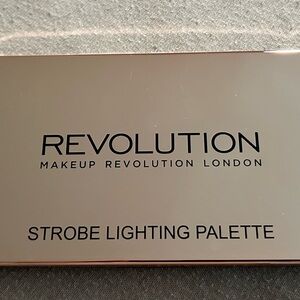 REVOLUTION
MAKEUP REVOLUTION LONDON
STROBE LIGHTING PALETTE